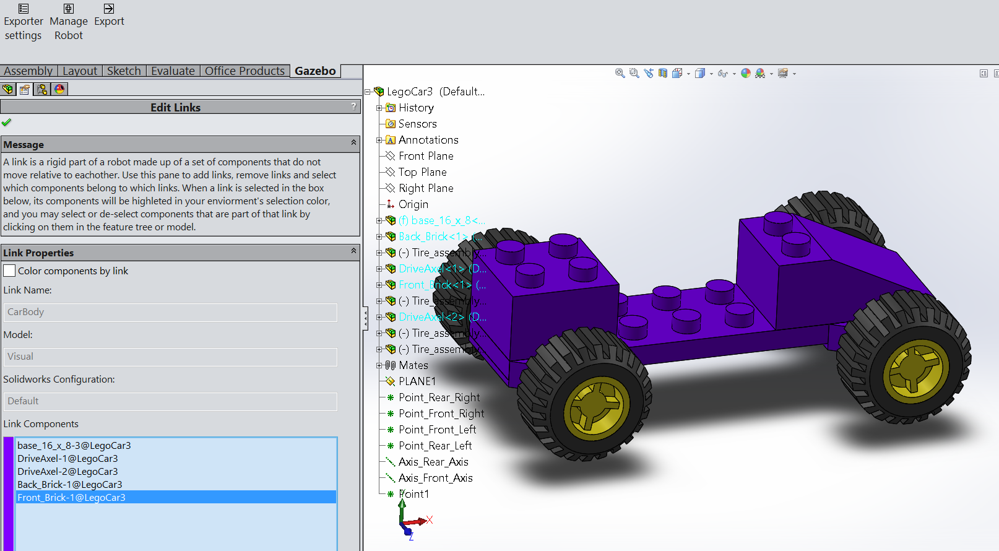 Exporter settings
Manage Robot
Export
Assembly
Layout
Sketch
Evaluate
Office Products
Gazebo
Edit Links
?
Message
A link is a rigid part of a robot made up of a set of components that do not
move relative to eachother. Use this pane to add links, remove links and select
which components belong to which links. When a link is selected in the box
below, its components will be highleted in your enviorment's selection color,
and you may select or de-select components that are part of that link by
clicking on them in the feature tree or model.
Link Properties
Color components by link
Link Name:
CarBody
Model:
Visual
Solidworks Configuration:
Default
Link Components
base_16_x_8-3@LegoCar3
DriveAxel-1@LegoCar3
DriveAxel-2@LegoCar3
Back_Brick-1@LegoCar3
Front_Brick-1@LegoCar3
LegoCar3 (Default...
History
Sensors
Annotations
Front Plane
Top Plane
Right Plane
Origin
(f) base_16_x_8<...
Back_Brick<1> (...
(-) Tire_assembly...
DriveAxel<1> (D...
Front_Brick<1> (...
(-) Tire_assembly...
DriveAxel<2> (D...
(-) Tire_assembly...
(-) Tire_assembly...
Mates
PLANE1
Point_Rear_Right
Point_Front_Right
Point_Front_Left
Point_Rear_Left
Axis_Rear_Axis
Axis_Front_Axis
Point1
Y
X
Z